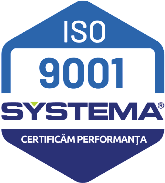 ISO
9001
SYSTEMA®
CERTIFICĂM PERFORMANȚA